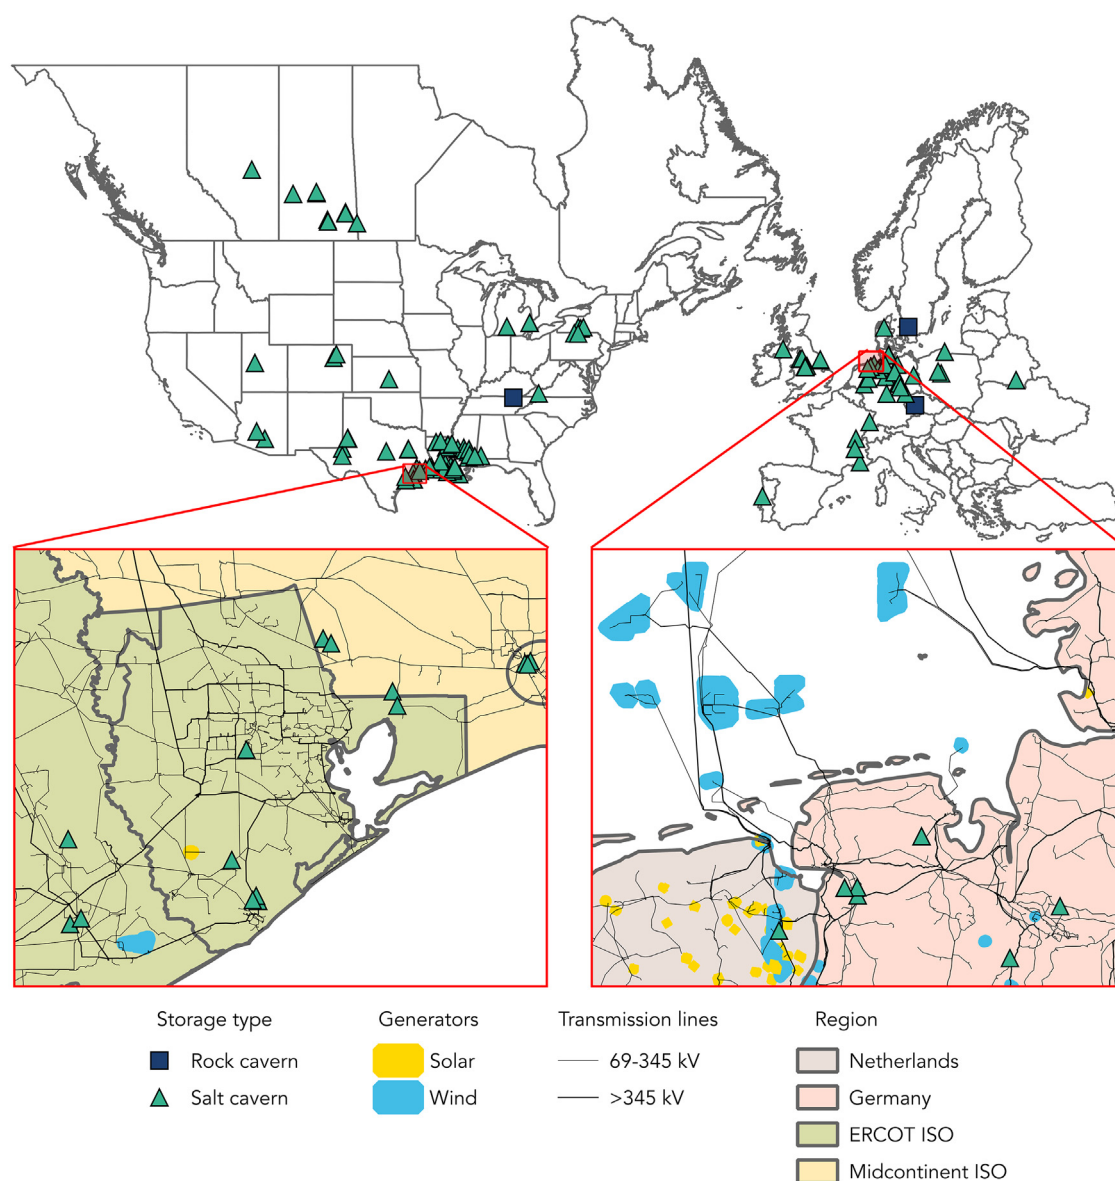 Storage type
Rock cavern
Salt cavern
Generators
Solar
Wind
Transmission lines
69-345 kV
>345 kV
Region
Netherlands
Germany
ERCOT ISO
Midcontinent ISO